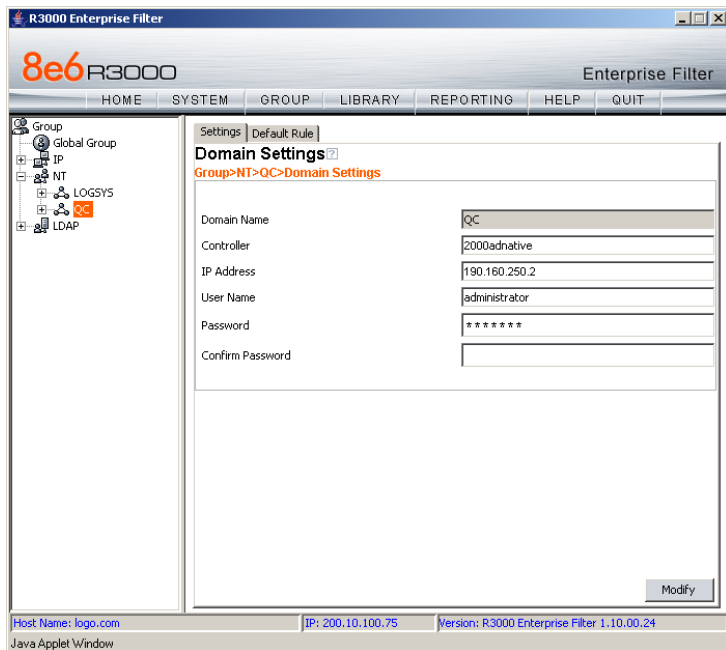 R3000 Enterprise Filter
8e6 R3000
Enterprise Filter
HOME SYSTEM GROUP LIBRARY REPORTING HELP QUIT
Group
Global Group
IP
NT
LOGSYS
QC
LDAP
Settings Default Rule
Domain Settings ?
Group>NT>QC>Domain Settings
Domain Name QC
Controller 2000adnative
IP Address 190.160.250.2
User Name administrator
Password *******
Confirm Password
Modify
Host Name: logo.com IP: 200.10.100.75 Version: R3000 Enterprise Filter 1.10.00.24
Java Applet Window